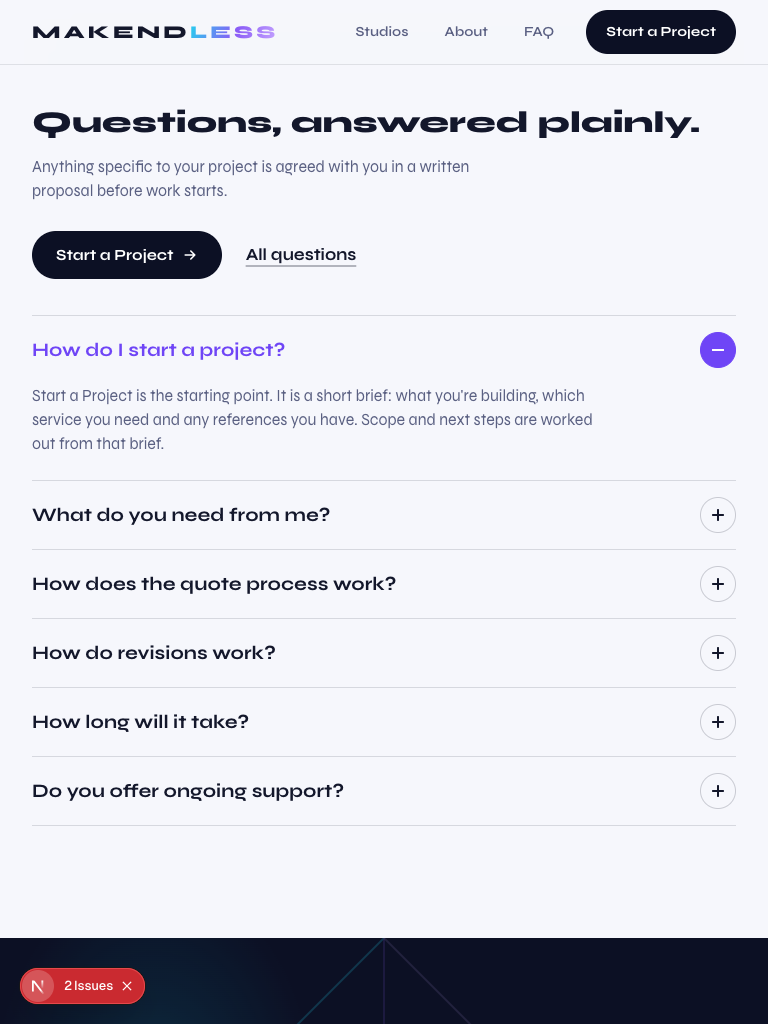 MAKENDLESS
Studios
About
FAQ
Start a Project
Questions, answered plainly.
Anything specific to your project is agreed with you in a written
proposal before work starts.
Start a Project →
All questions
How do I start a project?
Start a Project is the starting point. It is a short brief: what you're building, which
service you need and any references you have. Scope and next steps are worked
out from that brief.
What do you need from me?
How does the quote process work?
How do revisions work?
How long will it take?
Do you offer ongoing support?
N
2 Issues